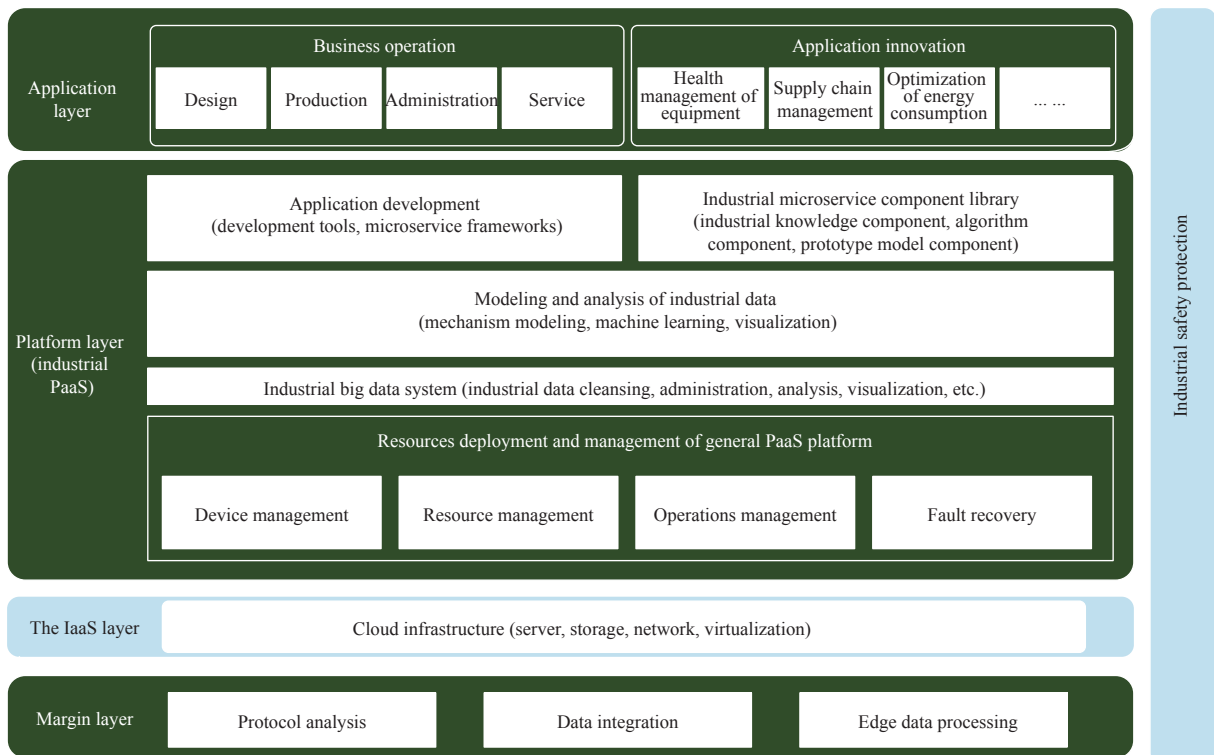 Application
layer
Business operation
Design
Production
Administration
Service
Application innovation
Health
management of
equipment
Supply chain
management
Optimization
of energy
consumption
... ...
Platform layer
(industrial
PaaS)
Application development
(development tools, microservice frameworks)
Industrial microservice component library
(industrial knowledge component, algorithm
component, prototype model component)
Modeling and analysis of industrial data
(mechanism modeling, machine learning, visualization)
Industrial big data system (industrial data cleansing, administration, analysis, visualization, etc.)
Resources deployment and management of general PaaS platform
Device management
Resource management
Operations management
Fault recovery
The IaaS layer
Cloud infrastructure (server, storage, network, virtualization)
Margin layer
Protocol analysis
Data integration
Edge data processing
Industrial safety protection